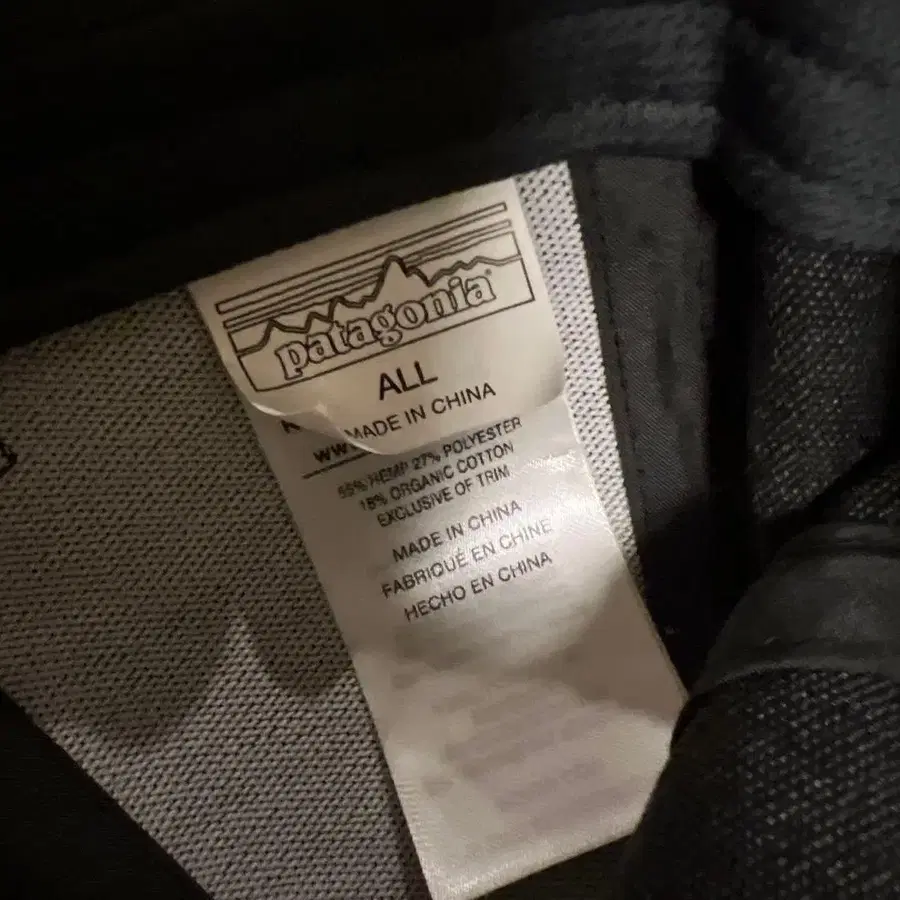 patagonia®
ALL
MADE IN CHINA
WW
55% HEMP 27% POLYESTER
18% ORGANIC COTTON
EXCLUSIVE OF TRIM
MADE IN CHINA
FABRIQUÉ EN CHINE
HECHO EN CHINA